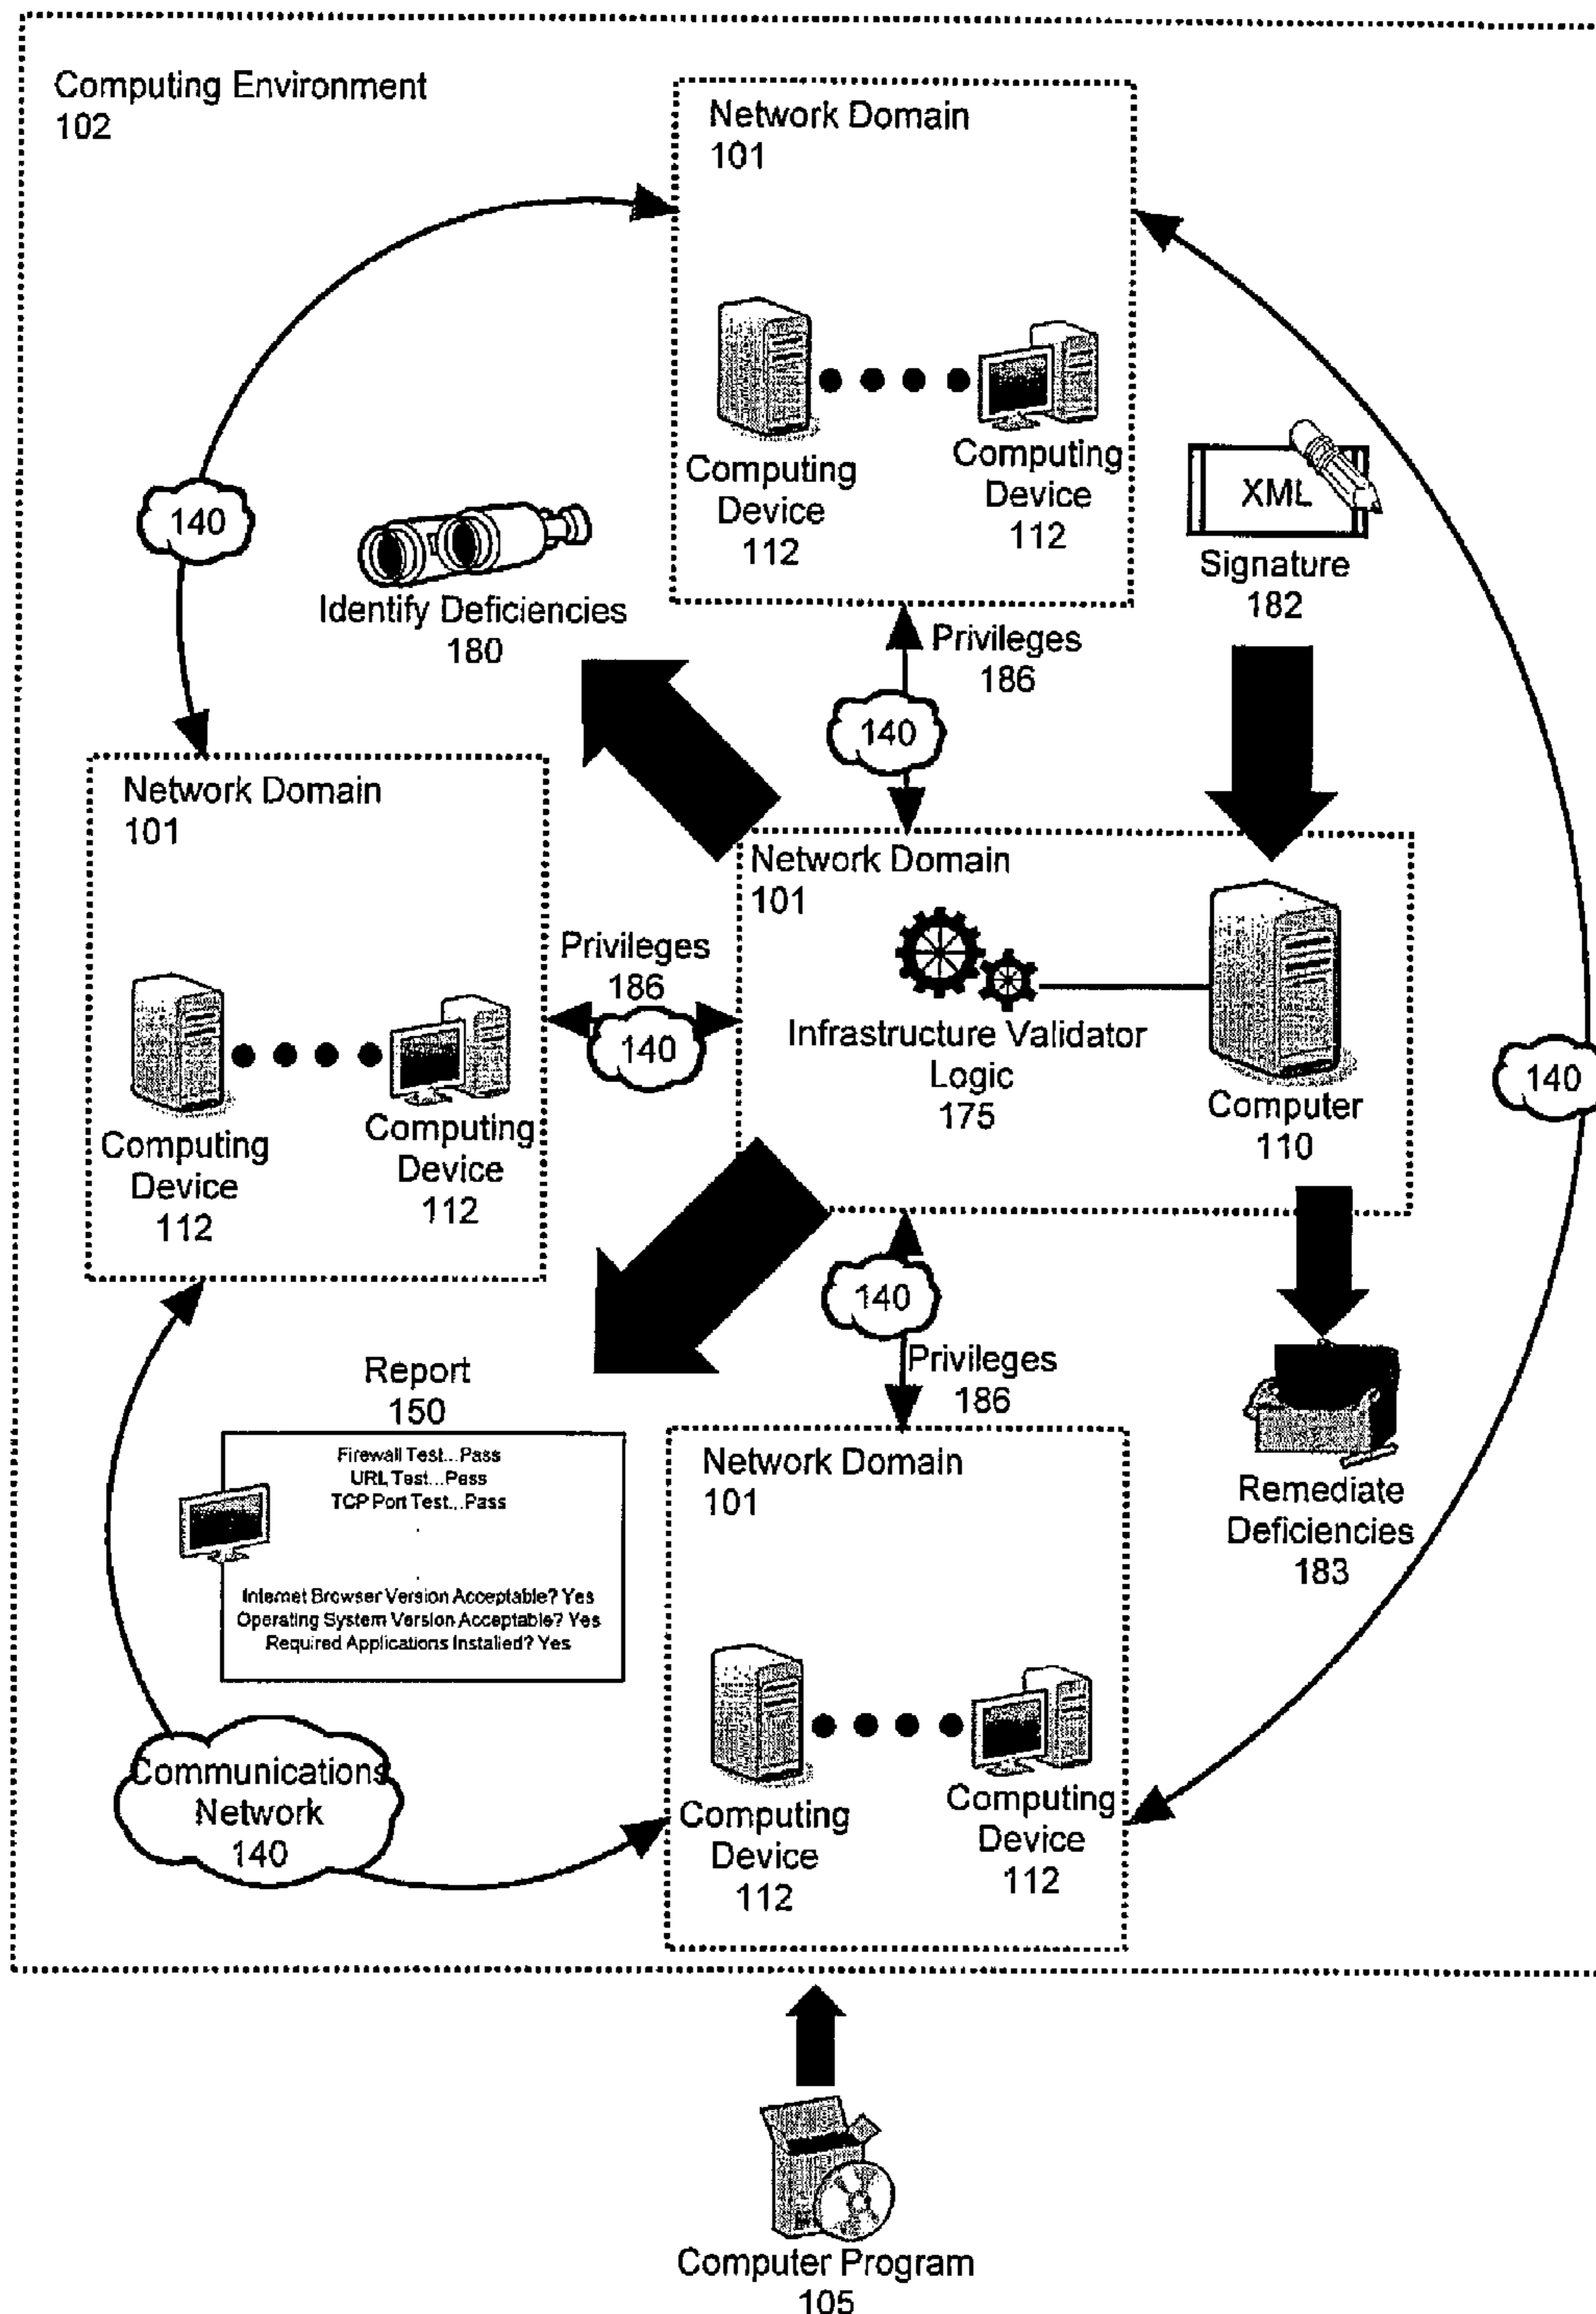 Computing Environment
102
Network Domain
101
Computing
Device
112
Computing
Device
112
XML
Signature
182
140
Identify Deficiencies
180
Privileges
186
140
Network Domain
101
Computing
Device
112
Computing
Device
112
Privileges
186
140
Network Domain
101
Infrastructure Validator
Logic
175
Computer
110
140
140
Privileges
186
Report
150
Firewall Test...Pass
URL Test...Pass
TCP Port Test...Pass
.
.
Internet Browser Version Acceptable? Yes
Operating System Version Acceptable? Yes
Required Applications Installed? Yes
Network Domain
101
Computing
Device
112
Computing
Device
112
Remediate
Deficiencies
183
Communications
Network
140
Computer Program
105